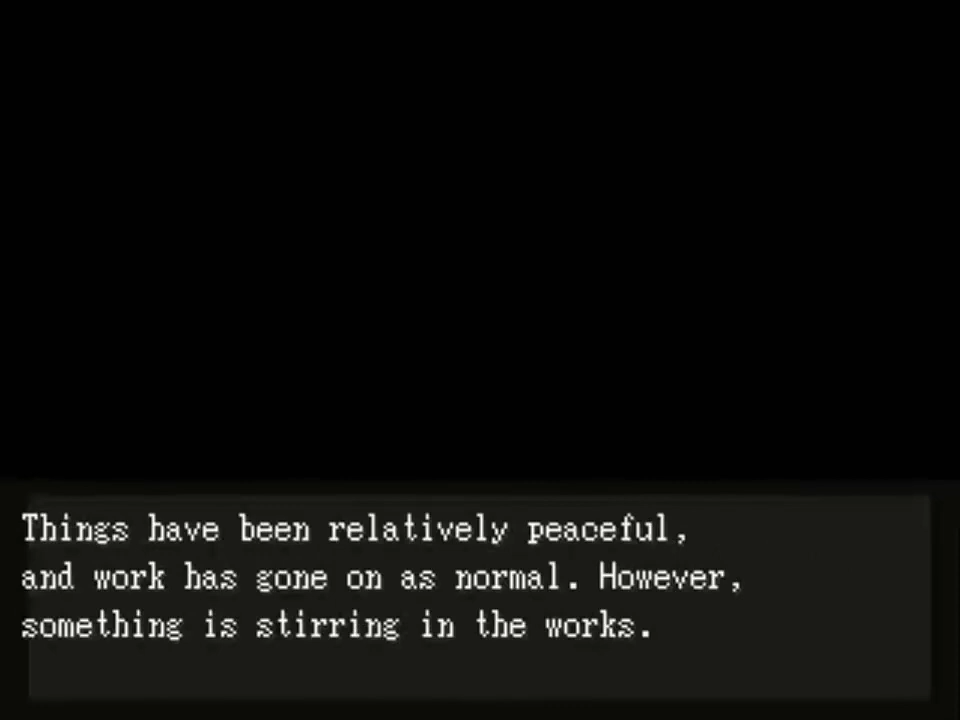 Things have been relatively peaceful,
and work has gone on as normal. However,
something is stirring in the works.